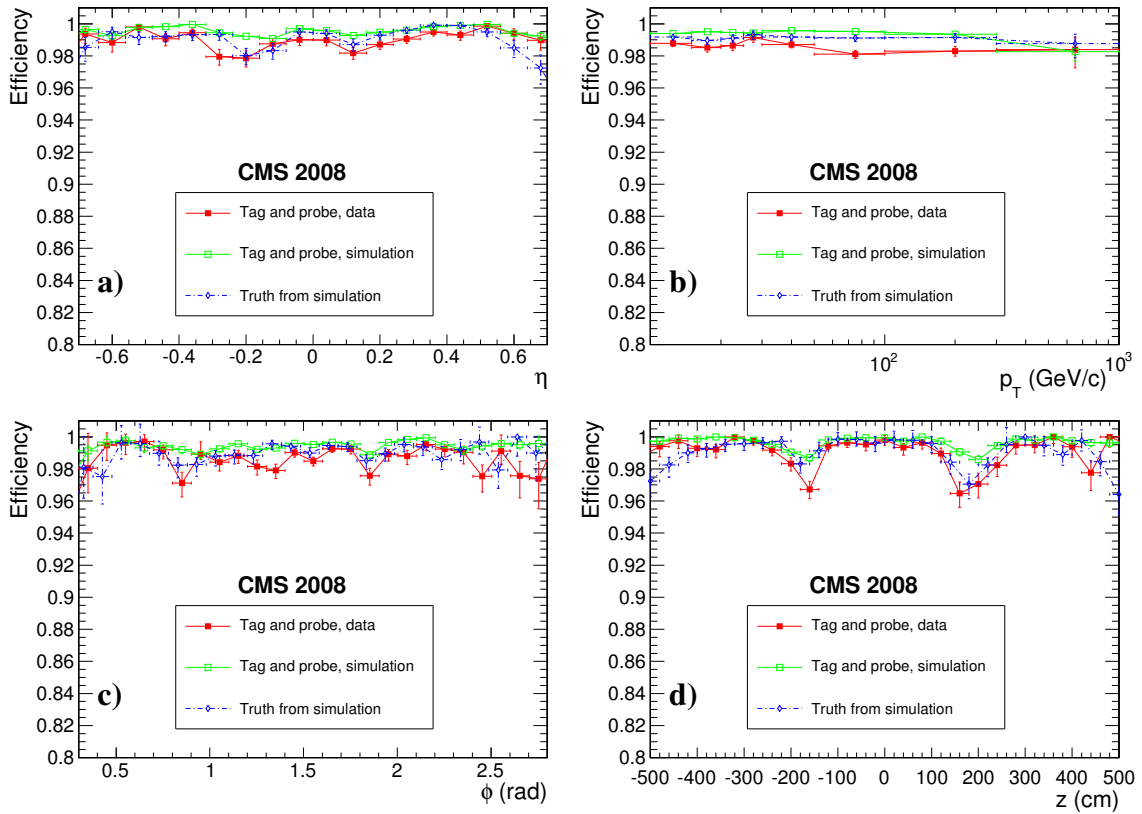 Efficiency
1
0.98
0.96
0.94
0.92
0.9
0.88
0.86
0.84
0.82
0.8
CMS 2008
Tag and probe, data
Tag and probe, simulation
Truth from simulation
a)
-0.6 -0.4 -0.2 0 0.2 0.4 0.6
η
Efficiency
1
0.98
0.96
0.94
0.92
0.9
0.88
0.86
0.84
0.82
0.8
CMS 2008
Tag and probe, data
Tag and probe, simulation
Truth from simulation
b)
10² 10³
p_T (GeV/c)
Efficiency
1
0.98
0.96
0.94
0.92
0.9
0.88
0.86
0.84
0.82
0.8
CMS 2008
Tag and probe, data
Tag and probe, simulation
Truth from simulation
c)
0.5 1 1.5 2 2.5
ϕ (rad)
Efficiency
1
0.98
0.96
0.94
0.92
0.9
0.88
0.86
0.84
0.82
0.8
CMS 2008
Tag and probe, data
Tag and probe, simulation
Truth from simulation
d)
-500 -400 -300 -200 -100 0 100 200 300 400 500
z (cm)